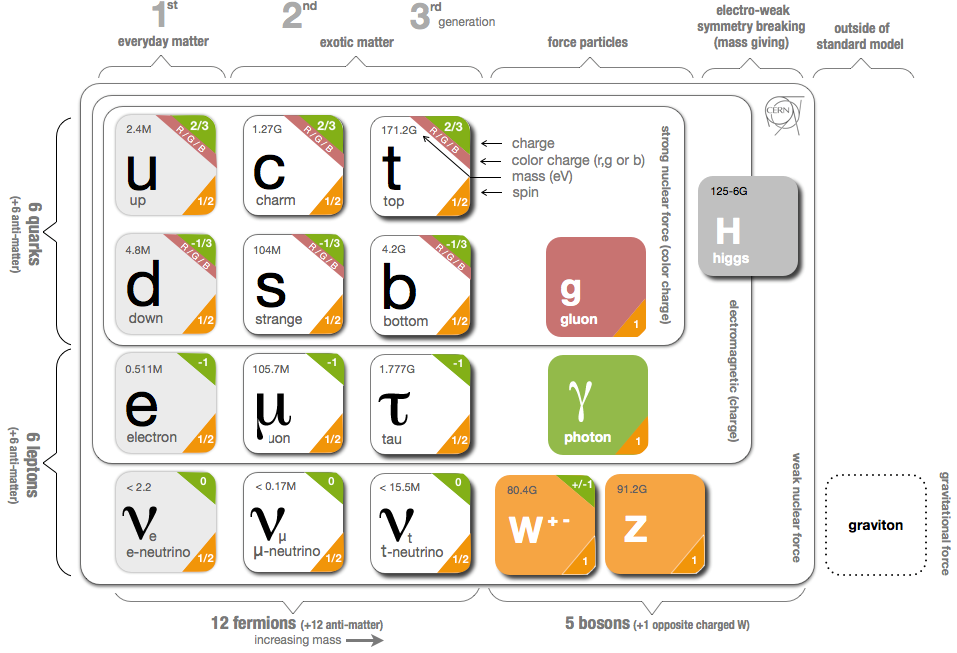 1st
2nd
3rd
generation
everyday matter
exotic matter
force particles
electro-weak
symmetry breaking
(mass giving)
outside of
standard model
6 quarks
(+6 anti-matter)
6 leptons
(+6 anti-matter)
2.4M
2/3
R/G/B
u
up
1/2
1.27G
2/3
R/G/B
c
charm
1/2
171.2G
2/3
R/G/B
t
top
1/2
charge
color charge (r,g or b)
mass (eV)
spin
4.8M
-1/3
R/G/B
d
down
1/2
104M
-1/3
R/G/B
s
strange
1/2
4.2G
-1/3
R/G/B
b
bottom
1/2
g
gluon
1
strong nuclear force (color charge)
CERN
125-6G
H
higgs
0.511M
-1
e
electron
1/2
105.7M
-1
μ
uon
1/2
1.777G
-1
τ
tau
1/2
γ
photon
1
electromagnetic (charge)
< 2.2
0
νe
e-neutrino
1/2
< 0.17M
0
νμ
μ-neutrino
1/2
< 15.5M
0
νt
t-neutrino
1/2
80.4G
+/-1
W+ -
1
91.2G
Z
1
weak nuclear force
graviton
gravitational force
12 fermions (+12 anti-matter)
increasing mass
5 bosons (+1 opposite charged W)